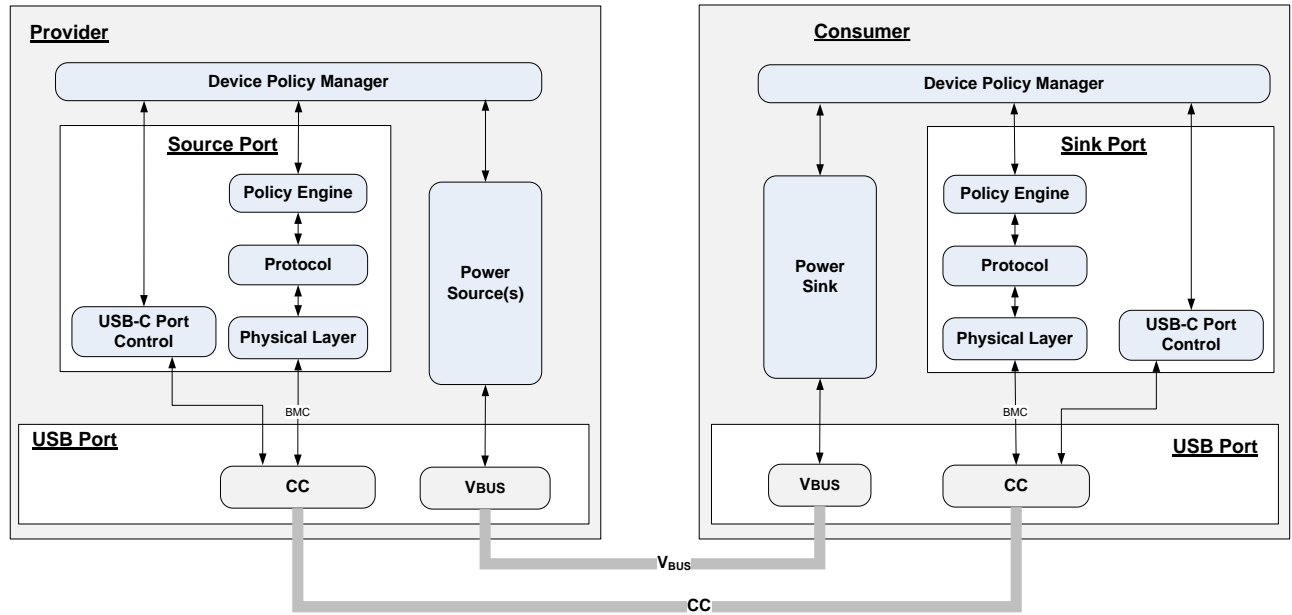 Provider
Device Policy Manager
Source Port
Policy Engine
Protocol
Power
Source(s)
USB-C Port
Control
Physical Layer
BMC
USB Port
CC
VBUS
Consumer
Device Policy Manager
Sink Port
Policy Engine
Power
Sink
Protocol
Physical Layer
USB-C Port
Control
BMC
USB Port
VBUS
CC
VBUS
CC